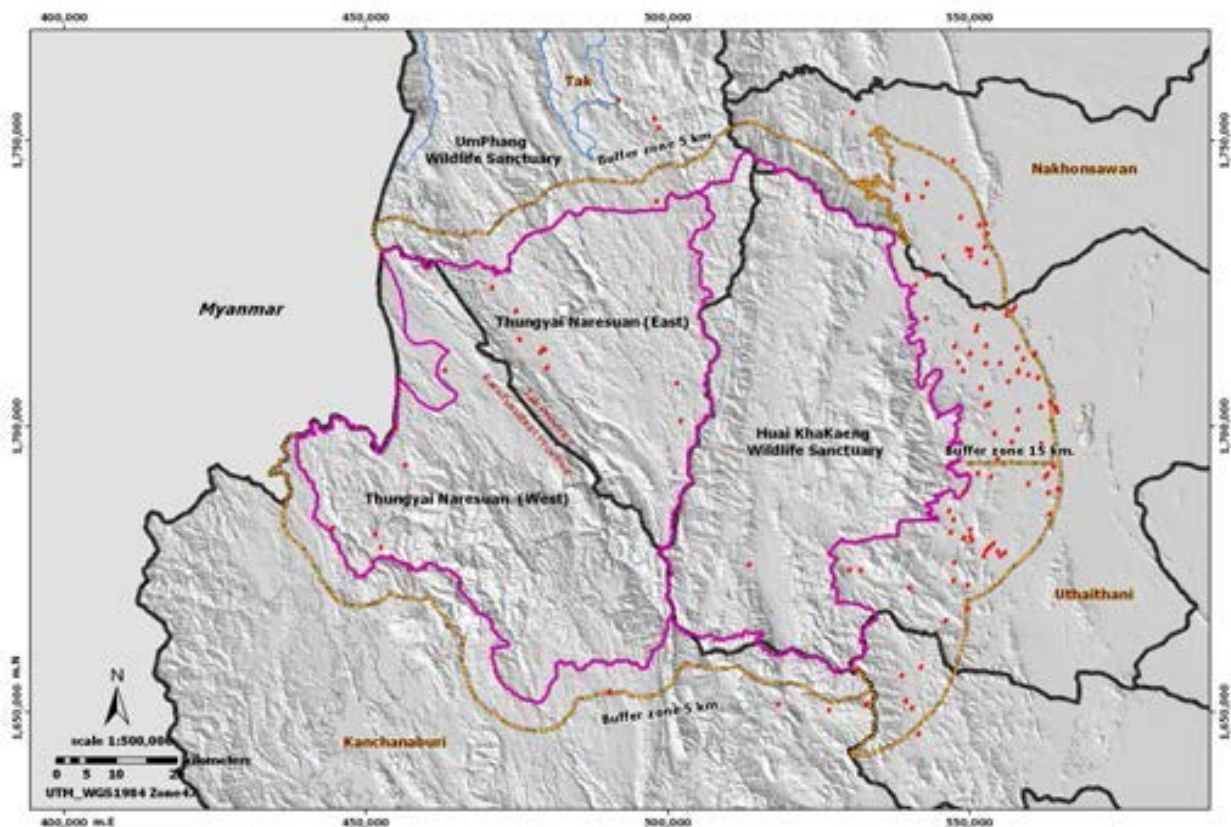 400,000 450,000 500,000 550,000
Tak
1,750,000
UmPhang
Wildlife Sanctuary
Buffer zone 5 km.
1,750,000
Nakhonsawan
Myanmar
Thungyai Naresuan (East)
1,700,000
Huai KhaKaeng
Wildlife Sanctuary
1,700,000
Buffer zone 15 km.
Thungyai Naresuan (West)
Uthaithani
N
1,650,000 m.N
Buffer zone 5 km.
1,650,000
Kanchanaburi
scale 1:500,00
0 5 10 2 kilometers
UTM_WGS1984 Zone47
400,000 m.E 450,000 500,000 550,000